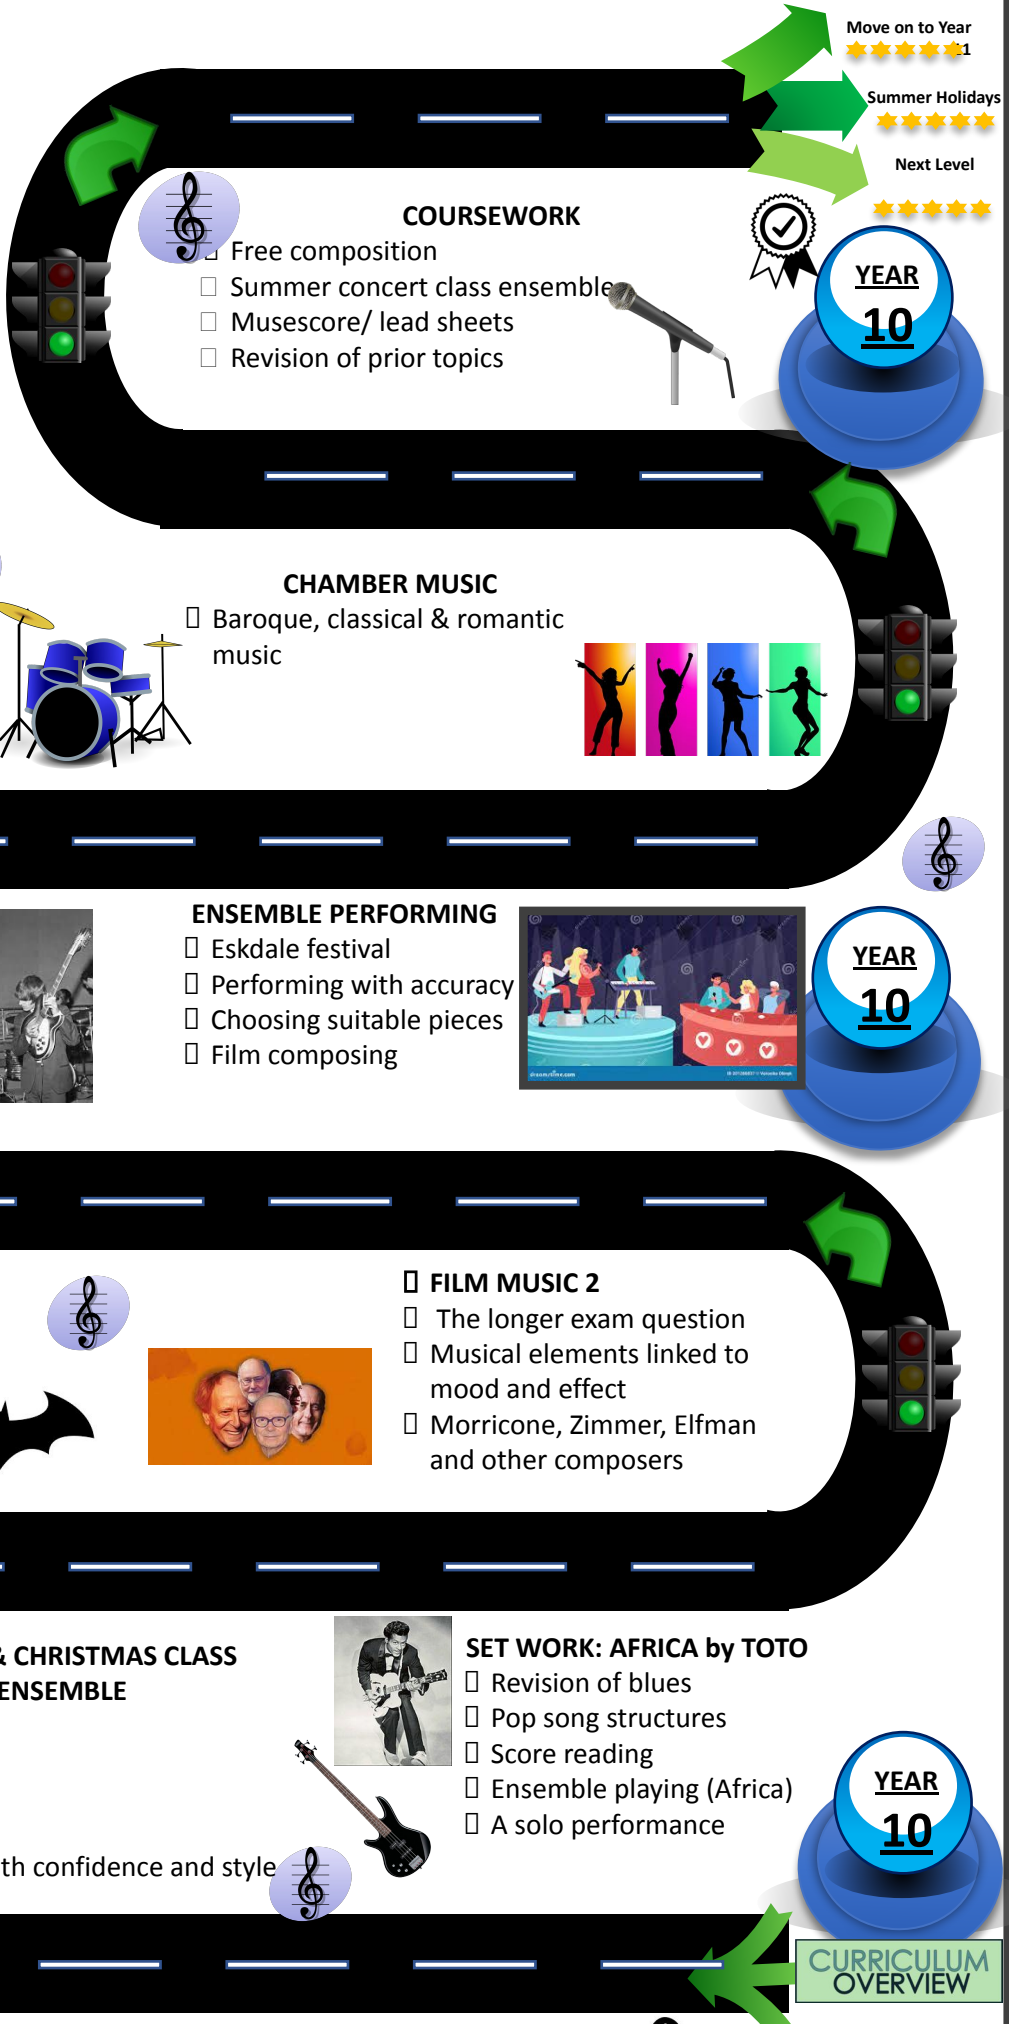 Move on to Year
11
Summer Holidays
Next Level
COURSEWORK
Free composition
Summer concert class ensemble
Musescore/ lead sheets
Revision of prior topics
YEAR
10
CHAMBER MUSIC
Baroque, classical & romantic
music
ENSEMBLE PERFORMING
Eskdale festival
Performing with accuracy
Choosing suitable pieces
Film composing
dreamstime.com
YEAR
10
FILM MUSIC 2
The longer exam question
Musical elements linked to
mood and effect
Morricone, Zimmer, Elfman
and other composers
& CHRISTMAS CLASS
ENSEMBLE
th confidence and style
SET WORK: AFRICA by TOTO
Revision of blues
Pop song structures
Score reading
Ensemble playing (Africa)
A solo performance
YEAR
10
CURRICULUM
OVERVIEW